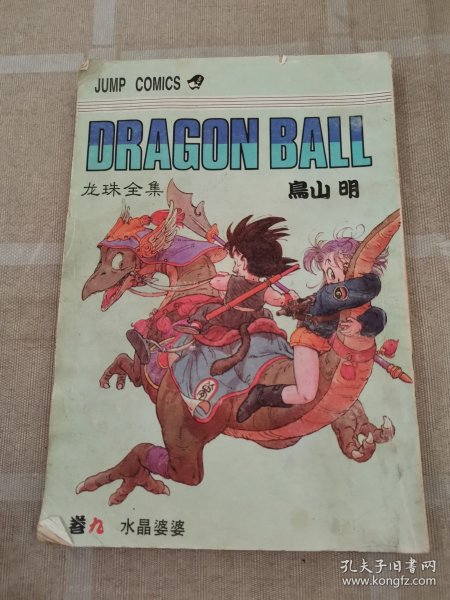 JUMP COMICS
DRAGON BALL
龙珠全集
鳥山 明
卷九 水晶婆婆
孔夫子旧书网
www.kongfz.com